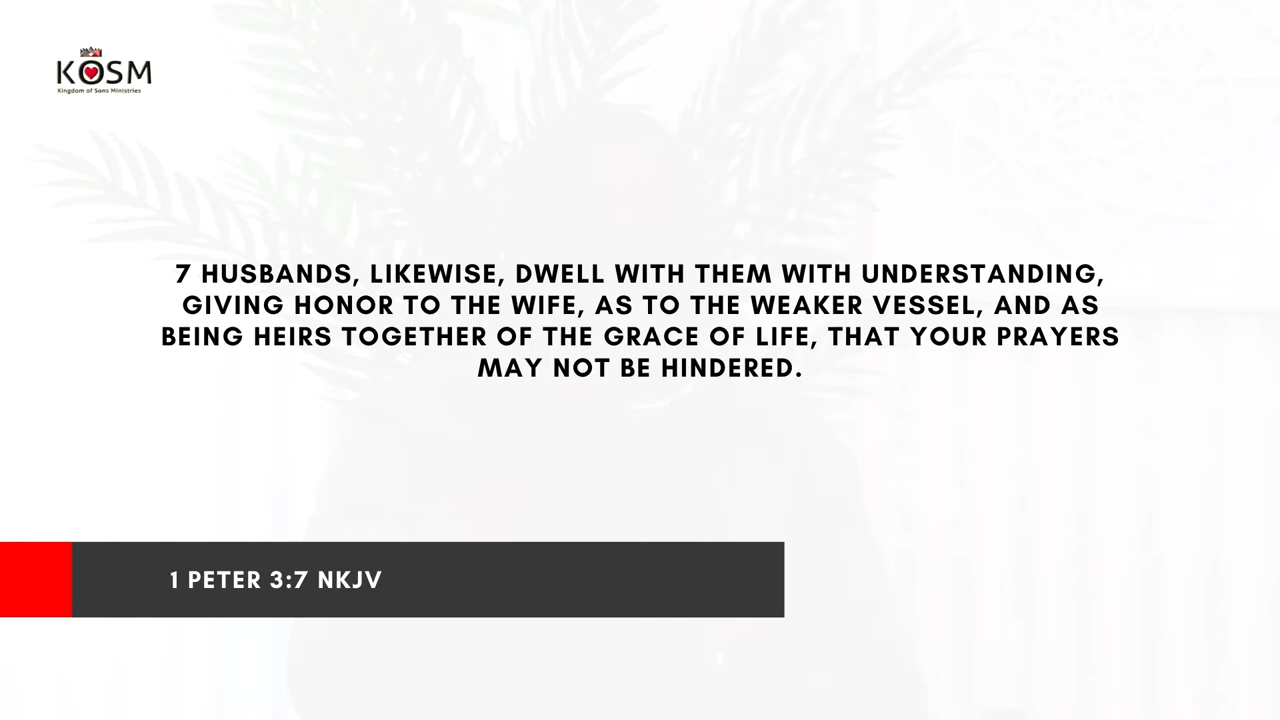 KOSM
Kingdom of Sons Ministries
7 HUSBANDS, LIKEWISE, DWELL WITH THEM WITH UNDERSTANDING,
GIVING HONOR TO THE WIFE, AS TO THE WEAKER VESSEL, AND AS
BEING HEIRS TOGETHER OF THE GRACE OF LIFE, THAT YOUR PRAYERS
MAY NOT BE HINDERED.
1 PETER 3:7 NKJV